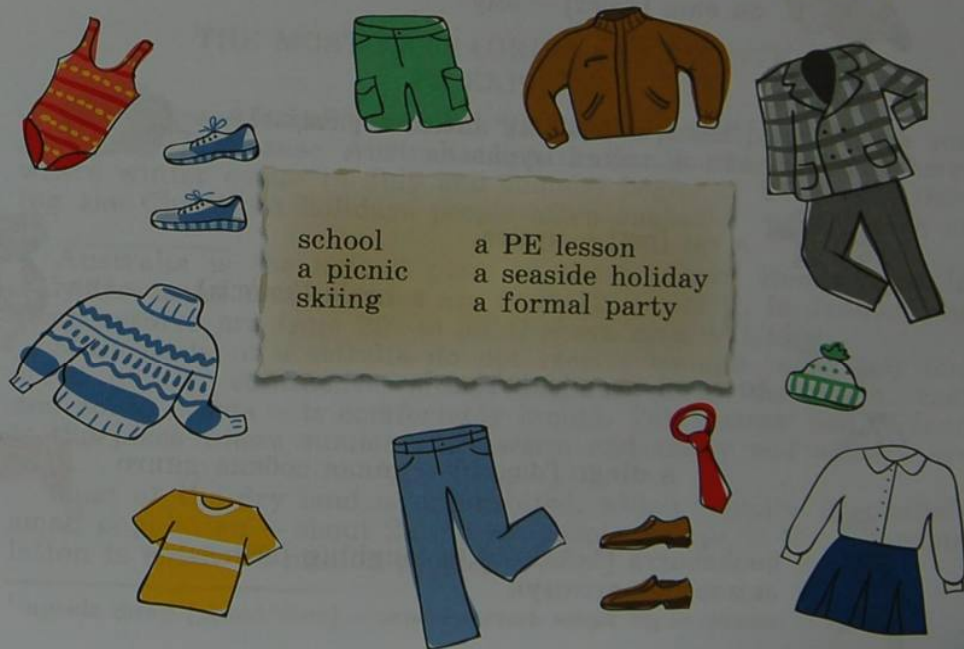 school
a picnic
skiing
a PE lesson
a seaside holiday
a formal party